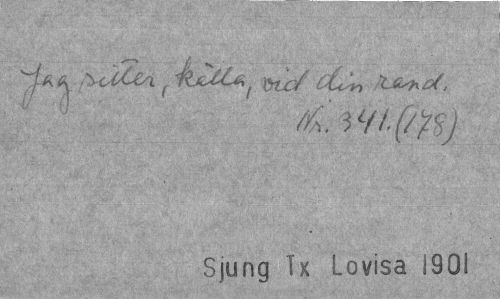 Jag sitter, källa, vid din rand.
Nr. 341. (178)
Sjung Tx Lovisa 1901